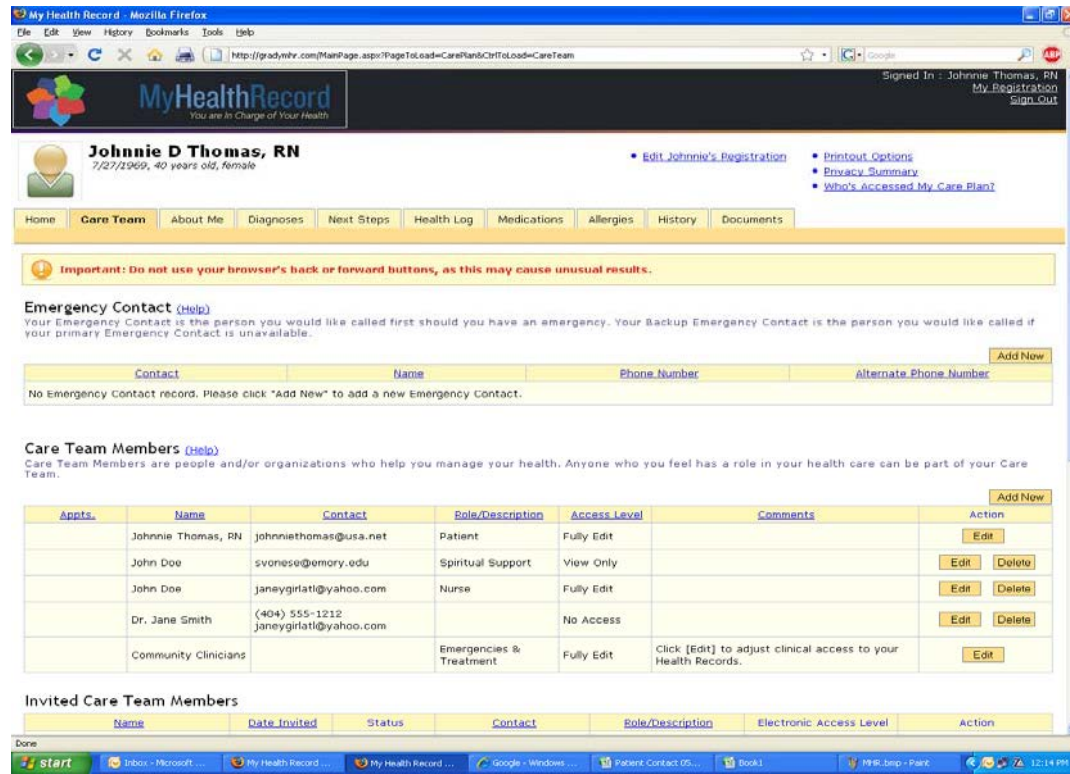 My Health Record - Mozilla Firefox
File Edit View History Bookmarks Tools Help
http://gradymhr.com/MainPage.aspx?PageToLoad=CarePlan&CtrlToLoad=CareTeam
Google
ABP
MyHealthRecord
You are In Charge of Your Health
Signed In : Johnnie Thomas, RN
My Registration
Sign Out
Johnnie D Thomas, RN
7/27/1969, 40 years old, female
• Edit Johnnie's Registration
• Printout Options
• Privacy Summary
• Who's Accessed My Care Plan?
Home Care Team About Me Diagnoses Next Steps Health Log Medications Allergies History Documents
Important: Do not use your browser's back or forward buttons, as this may cause unusual results.
Emergency Contact (Help)
Your Emergency Contact is the person you would like called first should you have an emergency. Your Backup Emergency Contact is the person you would like called if
your primary Emergency Contact is unavailable.
Add New
Contact Name Phone Number Alternate Phone Number
No Emergency Contact record. Please click "Add New" to add a new Emergency Contact.
Care Team Members (Help)
Care Team Members are people and/or organizations who help you manage your health. Anyone who you feel has a role in your health care can be part of your Care
Team.
Add New
Appts. Name Contact Role/Description Access Level Comments Action
Johnnie Thomas, RN johnniethomas@usa.net Patient Fully Edit Edit
John Doe svonese@emory.edu Spiritual Support View Only Edit Delete
John Doe janeygirlatl@yahoo.com Nurse Fully Edit Edit Delete
Dr. Jane Smith (404) 555-1212 No Access Edit Delete
janeygirlatl@yahoo.com
Community Clinicians Emergencies & Fully Edit Click [Edit] to adjust clinical access to your Edit
Treatment Health Records.
Invited Care Team Members
Name Date Invited Status Contact Role/Description Electronic Access Level Action
Done
start Inbox - Microsoft ... My Health Record ... My Health Record ... Google - Windows ... Patient Contact 05... Book1 MHR.bmp - Paint 12:14 PM